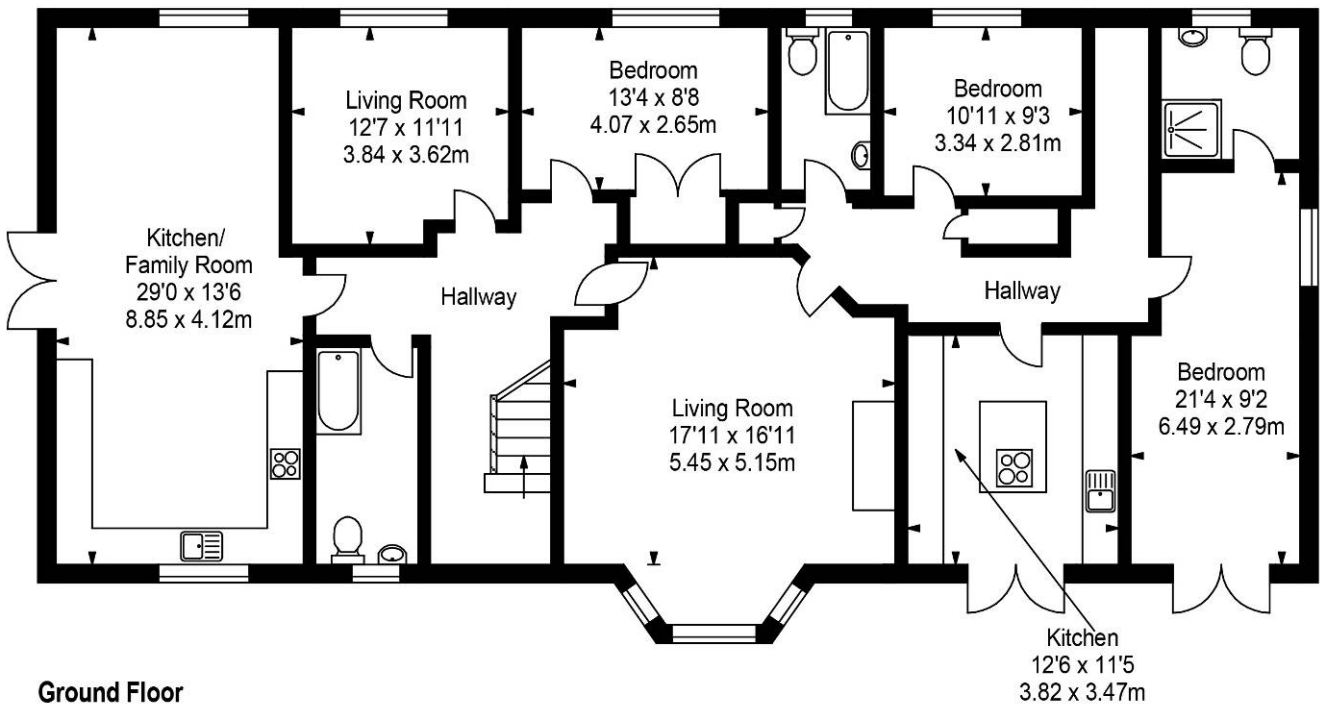 Living Room
12'7 x 11'11
3.84 x 3.62m
Bedroom
13'4 x 8'8
4.07 x 2.65m
Bedroom
10'11 x 9'3
3.34 x 2.81m
Kitchen/
Family Room
29'0 x 13'6
8.85 x 4.12m
Hallway
Hallway
Living Room
17'11 x 16'11
5.45 x 5.15m
Bedroom
21'4 x 9'2
6.49 x 2.79m
Kitchen
12'6 x 11'5
3.82 x 3.47m
Ground Floor